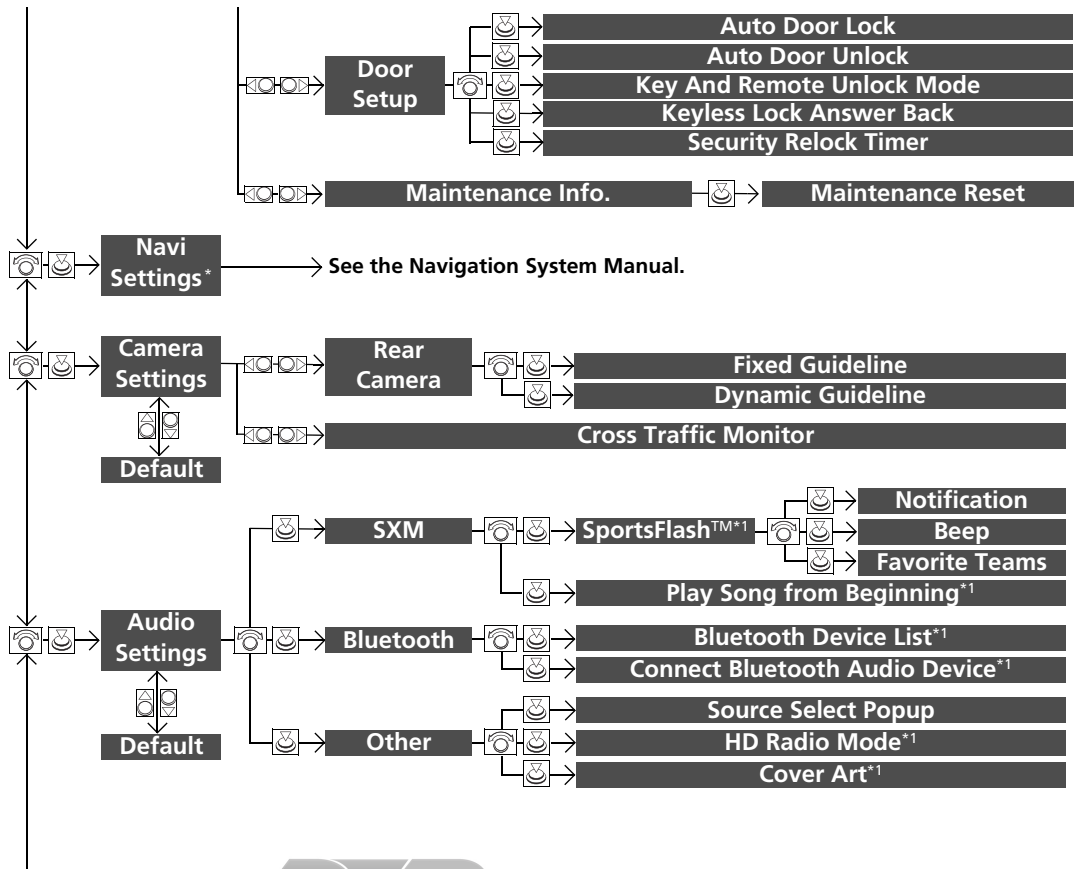 Door
Setup
Auto Door Lock
Auto Door Unlock
Key And Remote Unlock Mode
Keyless Lock Answer Back
Security Relock Timer
Maintenance Info.
Maintenance Reset
Navi
Settings*
See the Navigation System Manual.
Camera
Settings
Default
Rear
Camera
Fixed Guideline
Dynamic Guideline
Cross Traffic Monitor
Audio
Settings
Default
SXM
SportsFlash™*1
Notification
Beep
Favorite Teams
Play Song from Beginning*1
Bluetooth
Bluetooth Device List*1
Connect Bluetooth Audio Device*1
Other
Source Select Popup
HD Radio Mode*1
Cover Art*1